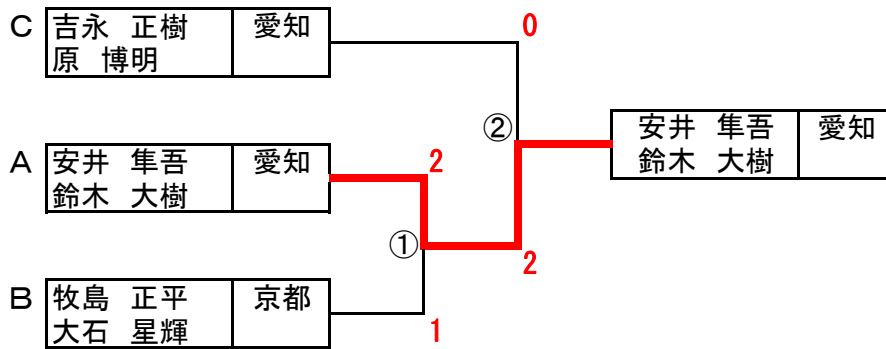 C
吉永 正樹 愛知
原 博明
0
②
安井 隼吾 愛知
鈴木 大樹
A
安井 隼吾 愛知
鈴木 大樹
2
①
2
B
牧島 正平 京都
大石 星輝
1